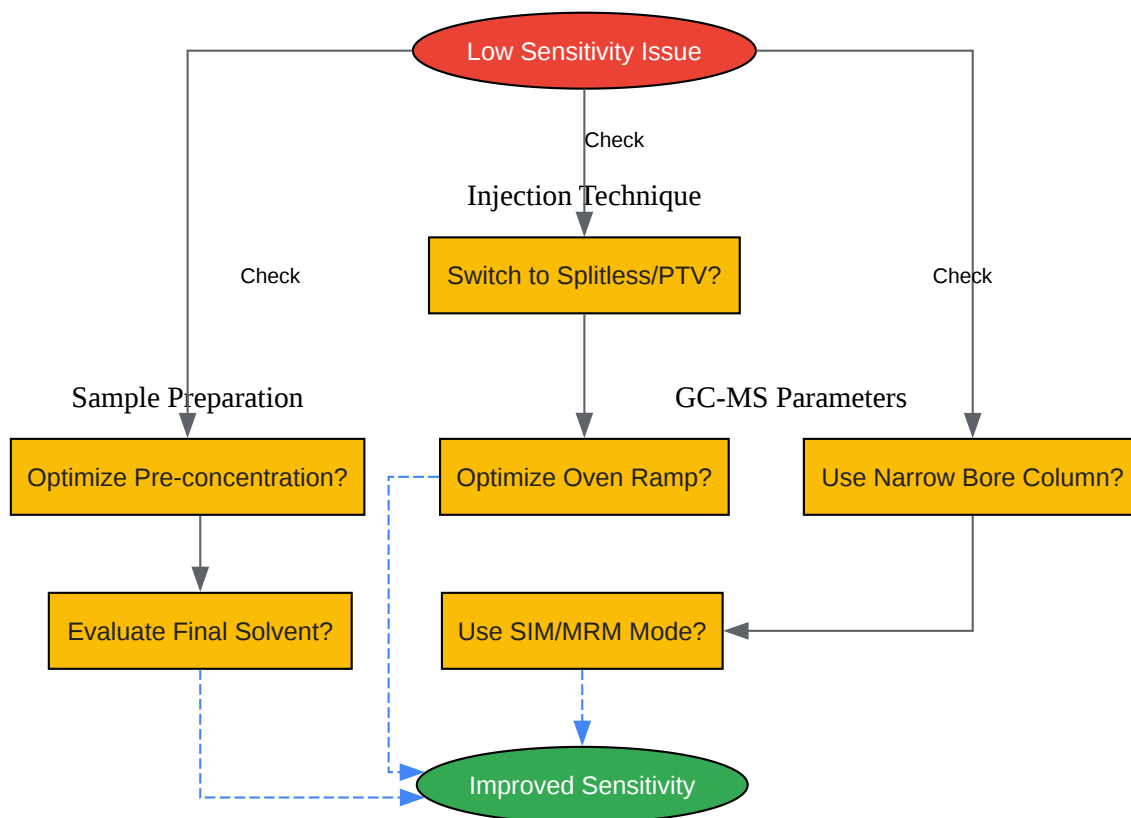 Low Sensitivity Issue
Check
Injection Technique
Switch to Splitless/PTV?
Check
Check
Sample Preparation
GC-MS Parameters
Optimize Pre-concentration?
Optimize Oven Ramp?
Use Narrow Bore Column?
Evaluate Final Solvent?
Use SIM/MRM Mode?
Improved Sensitivity